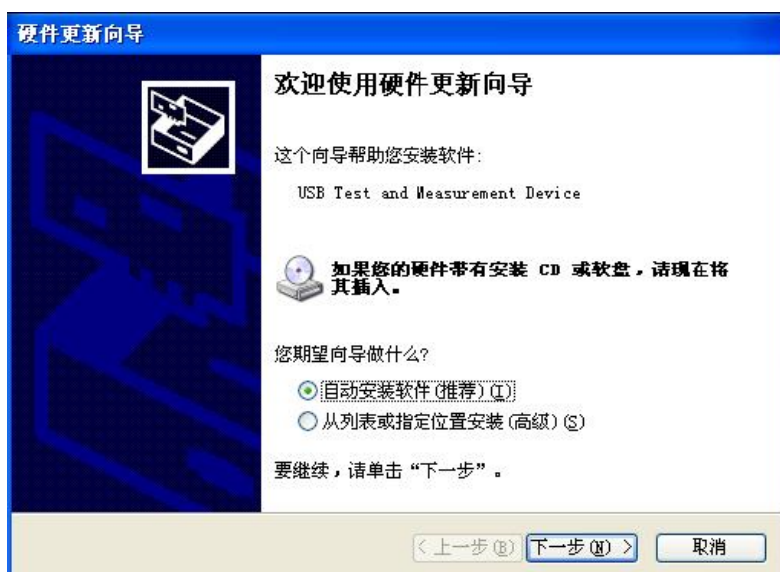 硬件更新向导
欢迎使用硬件更新向导
这个向导帮助您安装软件:
USB Test and Measurement Device
如果您的硬件带有安装 CD 或软盘，请现在将
其插入。
您期望向导做什么?
自动安装软件(推荐)(I)
从列表或指定位置安装(高级)(S)
要继续，请单击“下一步”。
< 上一步(B) 下一步(N) > 取消